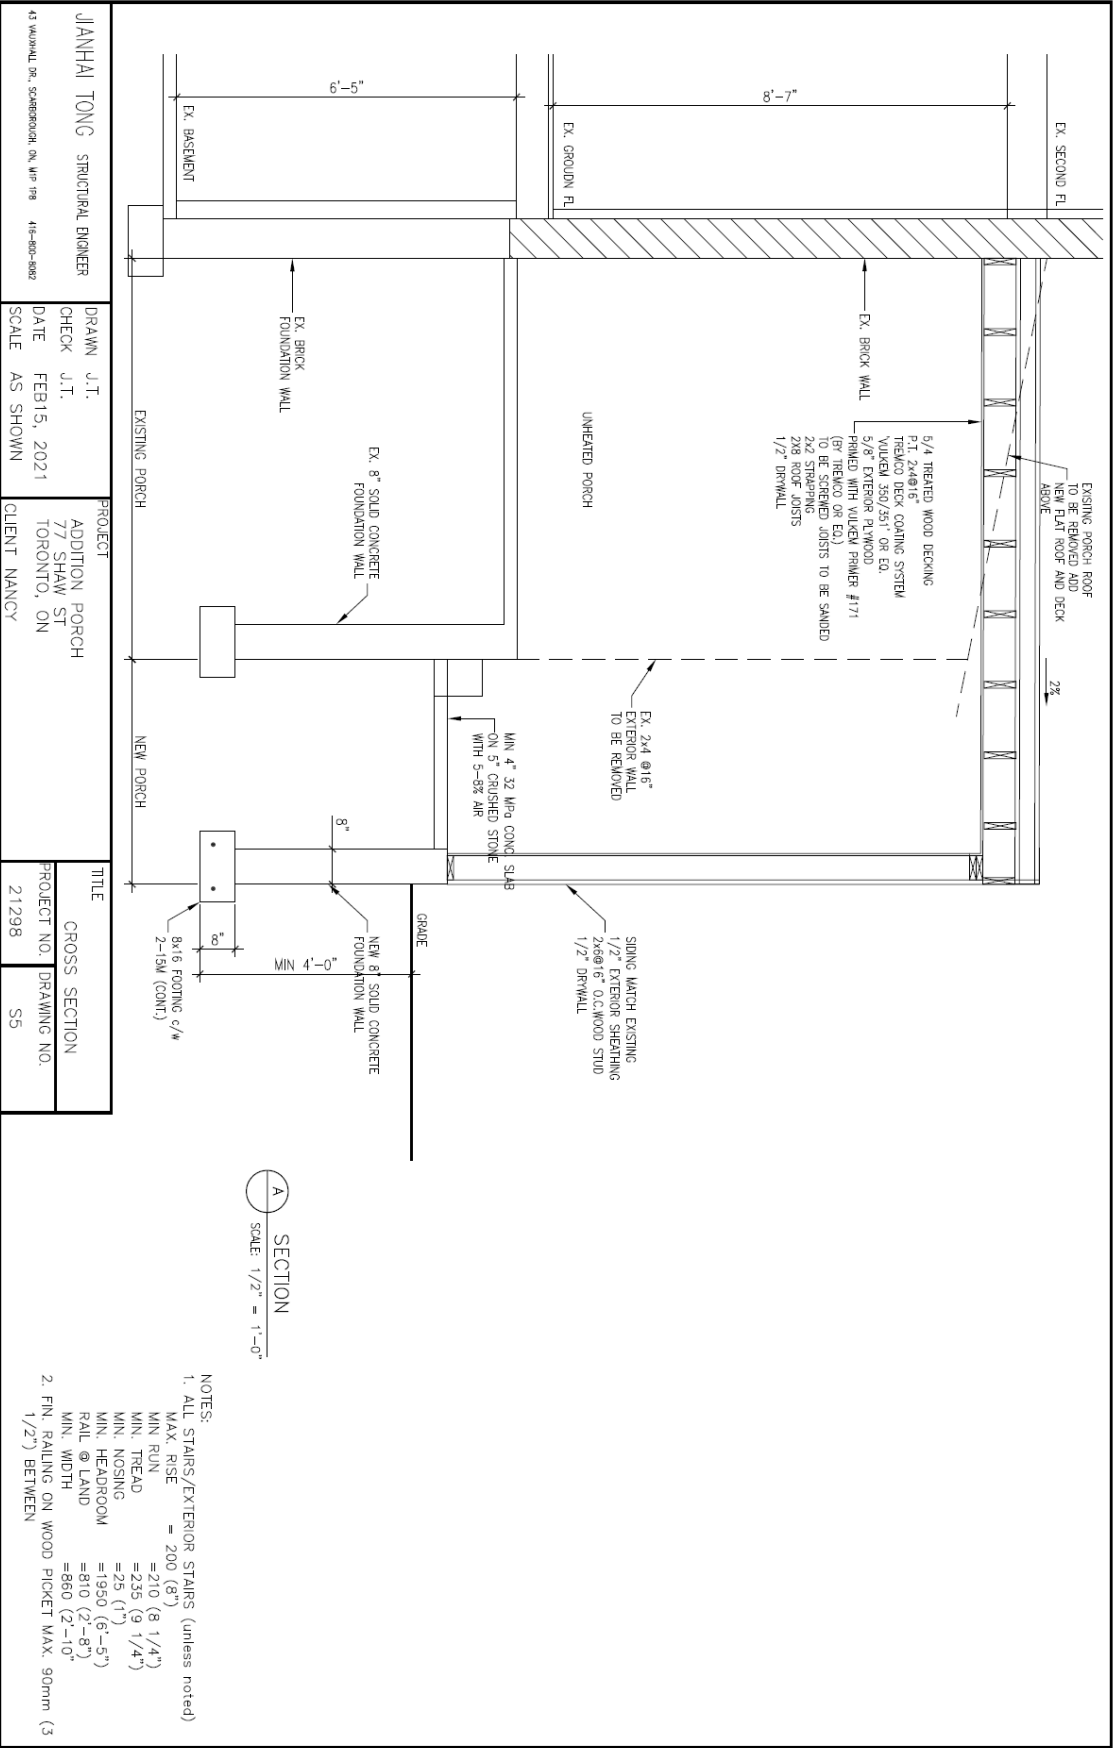 EXISITNG PORCH ROOF
TO BE REMOVED ADD
NEW FLAT ROOF AND DECK
ABOVE
2%
EX. SECOND FL
8'-7"
EX. GROUDN FL
6'-5"
EX. BASEMENT
5/4 TREATED WOOD DECKING
P.T. 2x4@16"
TREMCO DECK COATING SYSTEM
'VULKEM 350/351' OR EQ.
5/8" EXTERIOR PLYWOOD
PRIMED WITH VULKEM PRIMER #171
(BY TREMCO OR EQ.)
TO BE SCREWED JOISTS TO BE SANDED
2x2 STRAPPING
2X8 ROOF JOISTS
1/2" DRYWALL
EX. BRICK WALL
UNHEATED PORCH
EX. 2x4 @16"
EXTERIOR WALL
TO BE REMOVED
SIDING MATCH EXISTING
1/2" EXTERIOR SHEATHING
2x6@16" O.C.WOOD STUD
1/2" DRYWALL
MIN 4" 32 MPa CONC. SLAB
ON 5" CRUSHED STONE
WITH 5-8% AIR
GRADE
EX. BRICK
FOUNDATION WALL
EX. 8" SOLID CONCRETE
FOUNDATION WALL
8"
NEW 8" SOLID CONCRETE
FOUNDATION WALL
MIN 4'-0"
8"
8x16 FOOTING c/w
2-15M (CONT.)
EXISTING PORCH
NEW PORCH
A
SECTION
SCALE: 1/2" = 1'-0"
NOTES:
1. ALL STAIRS/EXTERIOR STAIRS (unless noted)
MAX. RISE = 200 (8")
MIN RUN =210 (8 1/4")
MIN. TREAD =235 (9 1/4")
MIN. NOSING =25 (1")
MIN. HEADROOM =1950 (6'-5")
RAIL @ LAND =810 (2'-8")
MIN. WIDTH =860 (2'-10"
2. FIN. RAILING ON WOOD PICKET MAX. 90mm (3
1/2") BETWEEN
JIANHAI TONG STRUCTURAL ENGINEER
43 VAUXHALL DR., SCARBOROUGH, ON, M1P 1P8 416-800-8082
DRAWN J.T.
CHECK J.T.
DATE FEB15, 2021
SCALE AS SHOWN
PROJECT
ADDITION PORCH
77 SHAW ST
TORONTO, ON
CLIENT NANCY
TITLE
CROSS SECTION
PROJECT NO.
21298
DRAWING NO.
S5